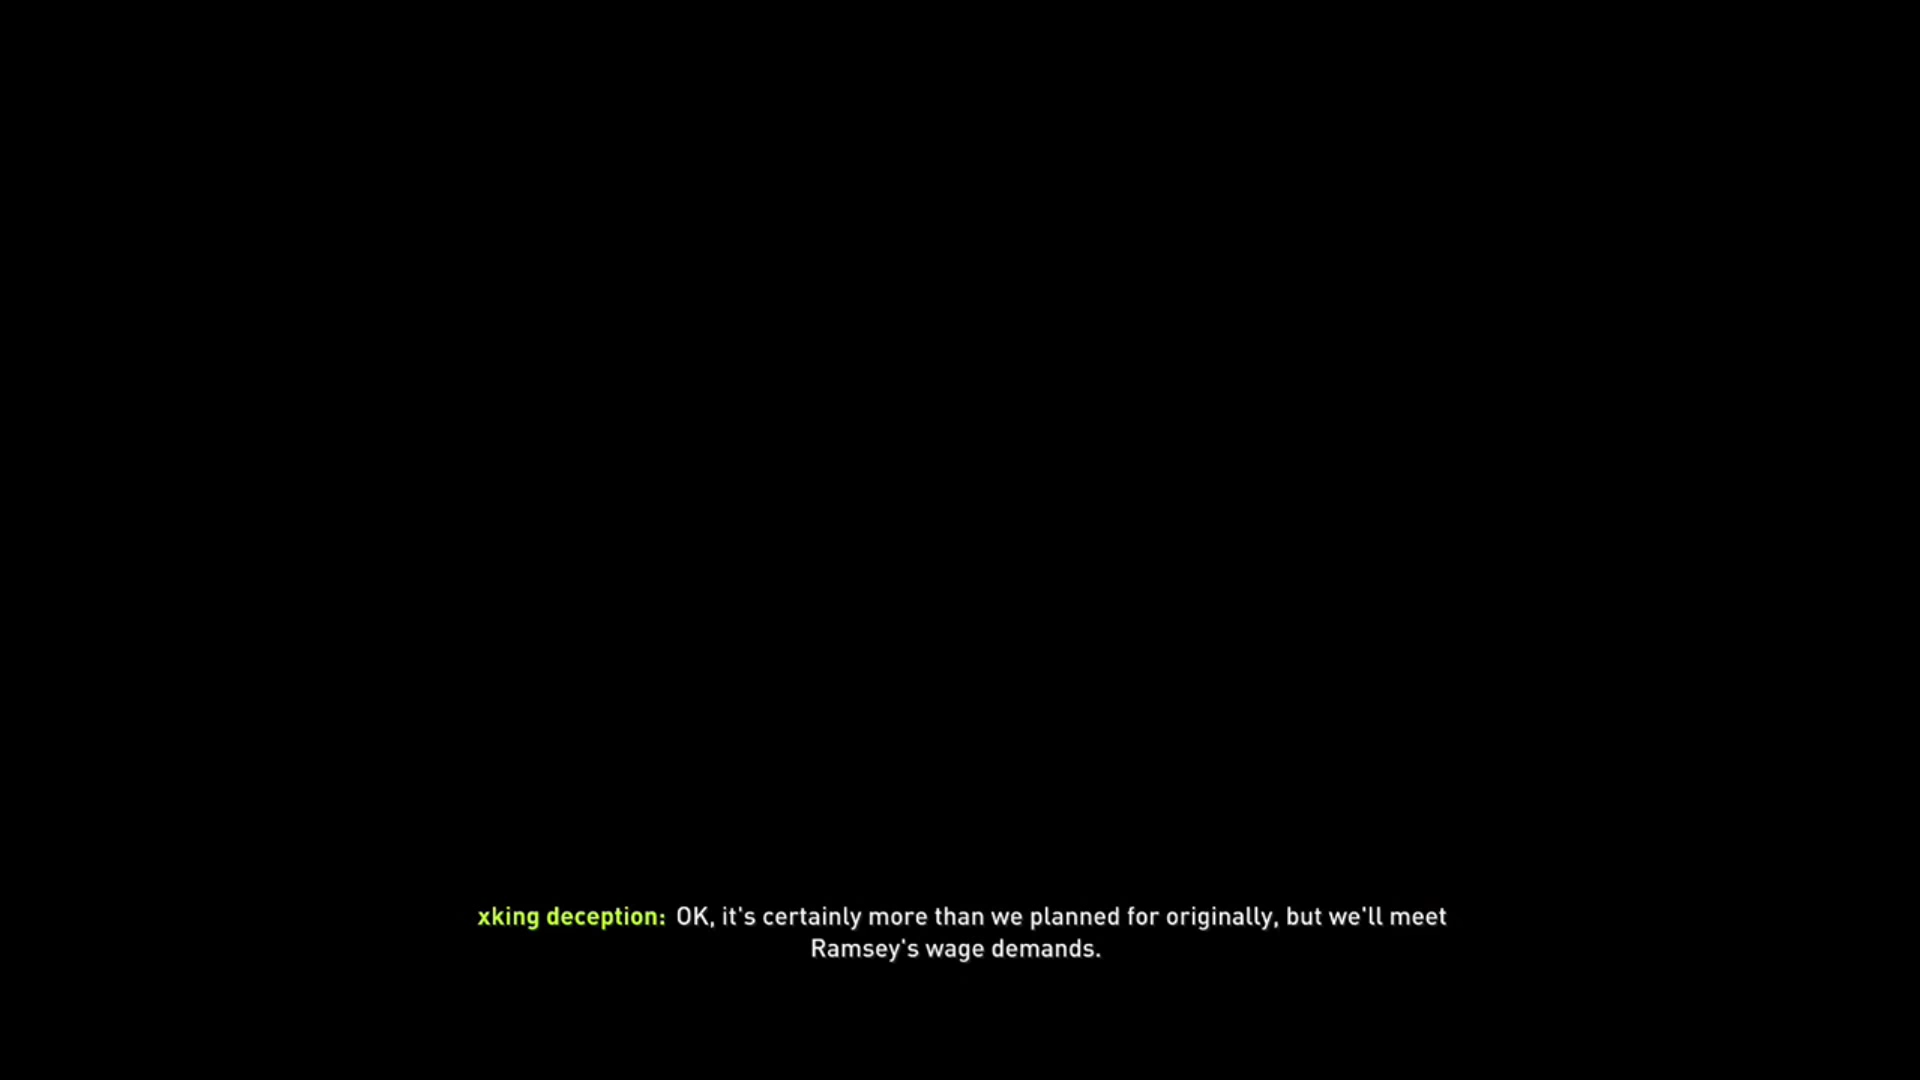 xking deception: OK, it's certainly more than we planned for originally, but we'll meet
Ramsey's wage demands.